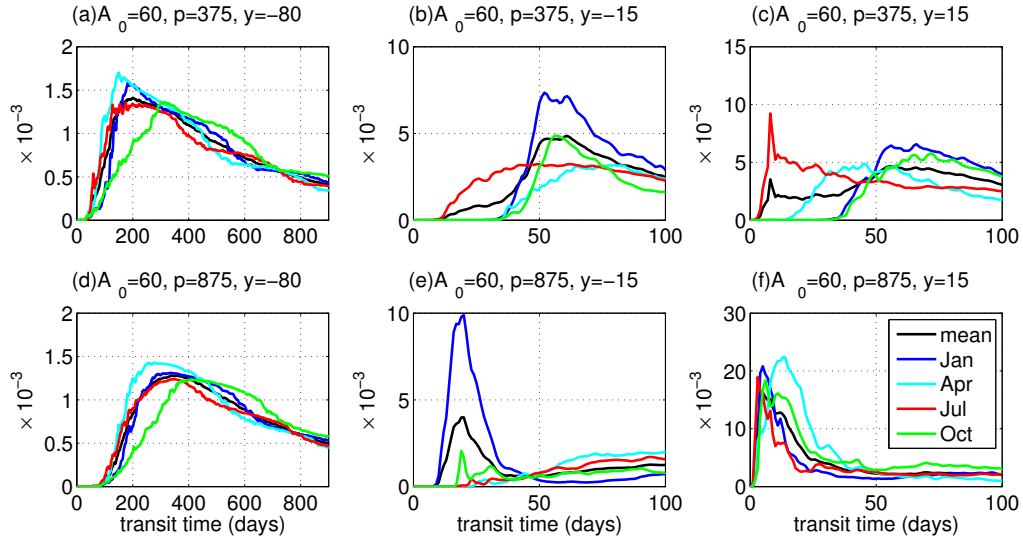 (a)A 0=60, p=375, y=−80
(b)A 0=60, p=375, y=−15
(c)A 0=60, p=375, y=15
2
1.5
1
0.5
0
× 10−3
200 400 600 800
10
5
0
× 10−3
0 50 100
15
10
5
0
× 10−3
0 50 100
(d)A 0=60, p=875, y=−80
(e)A 0=60, p=875, y=−15
(f)A 0=60, p=875, y=15
2
1.5
1
0.5
0
× 10−3
200 400 600 800
transit time (days)
10
5
0
× 10−3
0 50 100
transit time (days)
30
20
10
0
× 10−3
0 50 100
transit time (days)
mean
Jan
Apr
Jul
Oct